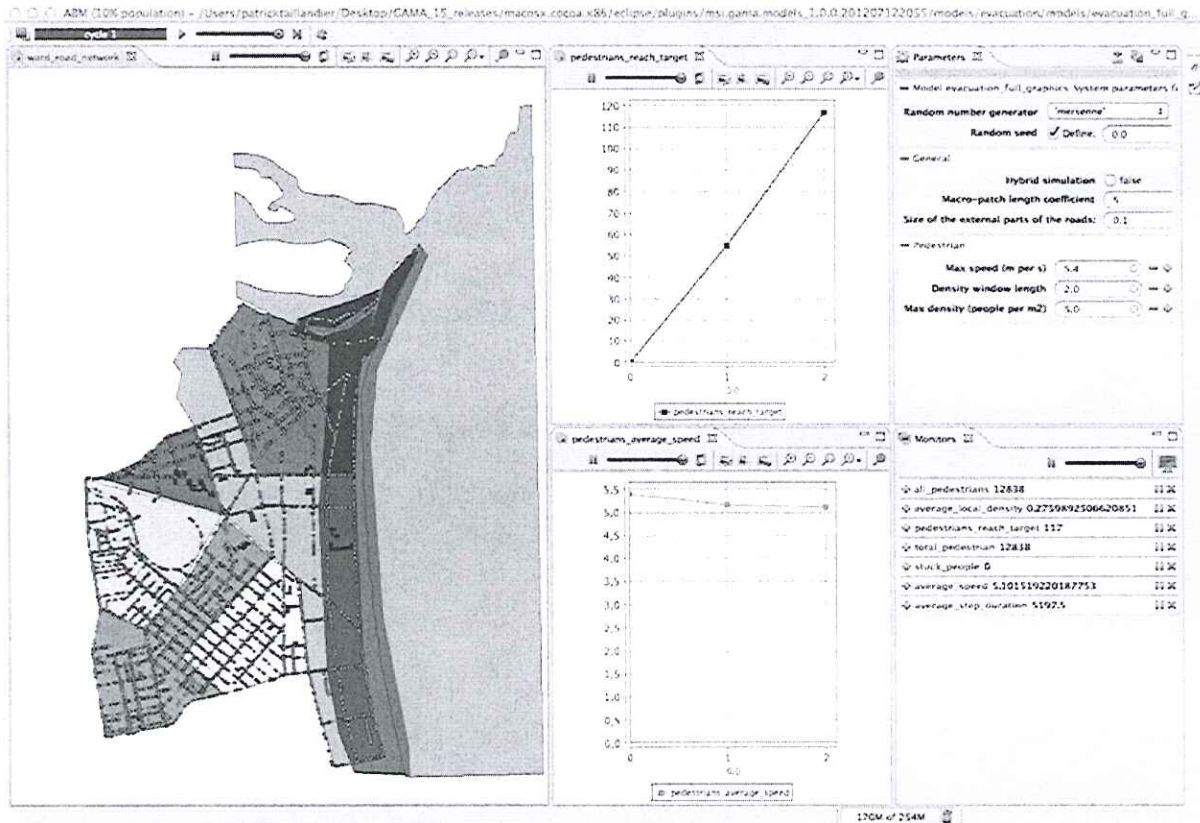 ABM (10% population) – /Users/patricktaillandier/Desktop/GAMA_15_releases/macosx.cocoa.x86/eclipse/plugins/msi.gama.models_1.0.0.201207122055/models/evacuation/models/evacuation_full_g...
cycle 1
ward_road_network
pedestrians_reach_target
120
110
100
90
80
70
60
50
40
30
20
10
0
0
1
2
pedestrians_reach_target
Parameters
Model evacuation_full_graphics System parameters
Random number generator 'mersenne'
Random seed Define: 0.0
General
Hybrid simulation false
Macro-patch length coefficient 5
Size of the external parts of the roads: 0.1
Pedestrian
Max speed (m per s) 5.4
Density window length 2.0
Max density (people per m2) 5.0
pedestrians_average_speed
5.5
5.0
4.5
4.0
3.5
3.0
2.5
2.0
1.5
1.0
0.5
0.0
0
1
2
pedestrians_average_speed
Monitors
all_pedestrians 12838
average_local_density 0.2759892506620851
pedestrians_reach_target 117
total_pedestrian 12838
stuck_people 0
average_speed 5.101519220187753
average_step_duration 5197.5
170M of 254M